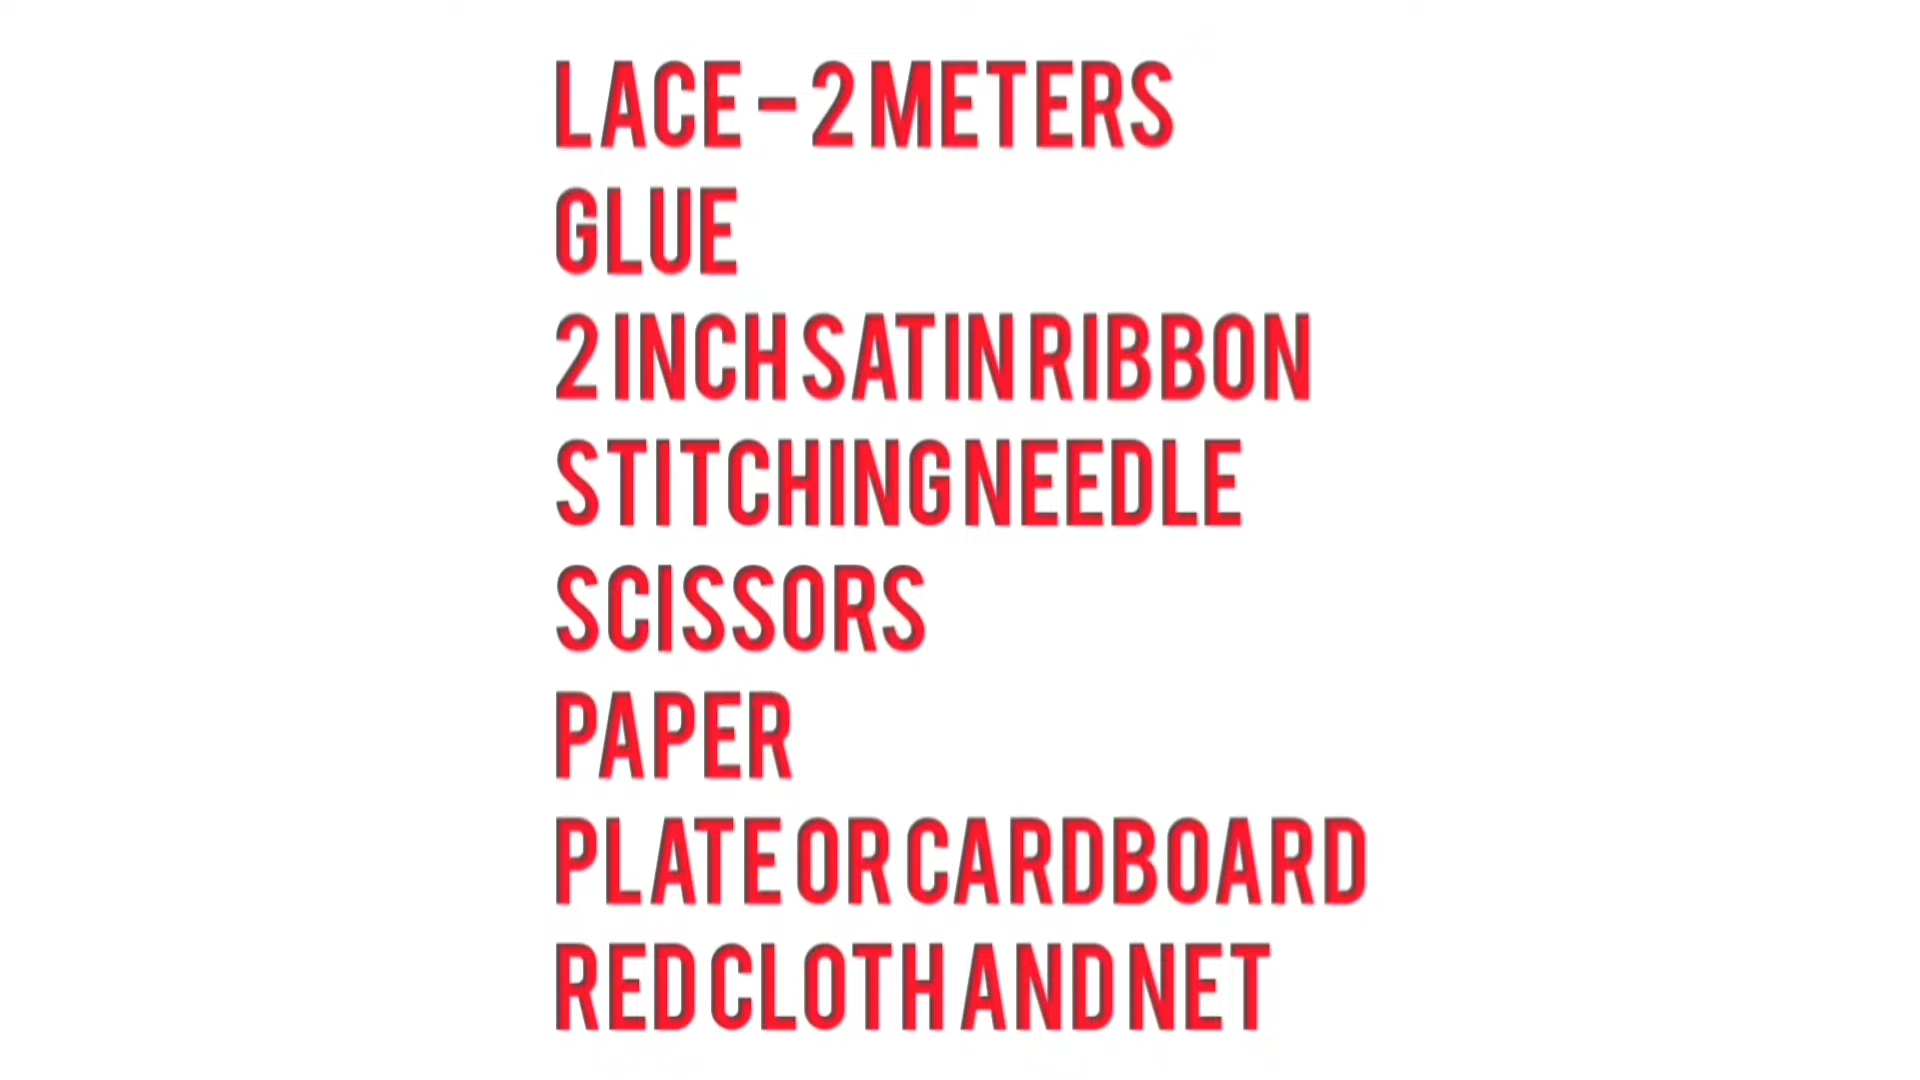 LACE - 2 METERS
GLUE
2 INCH SATIN RIBBON
STITCHING NEEDLE
SCISSORS
PAPER
PLATE OR CARDBOARD
RED CLOTH AND NET